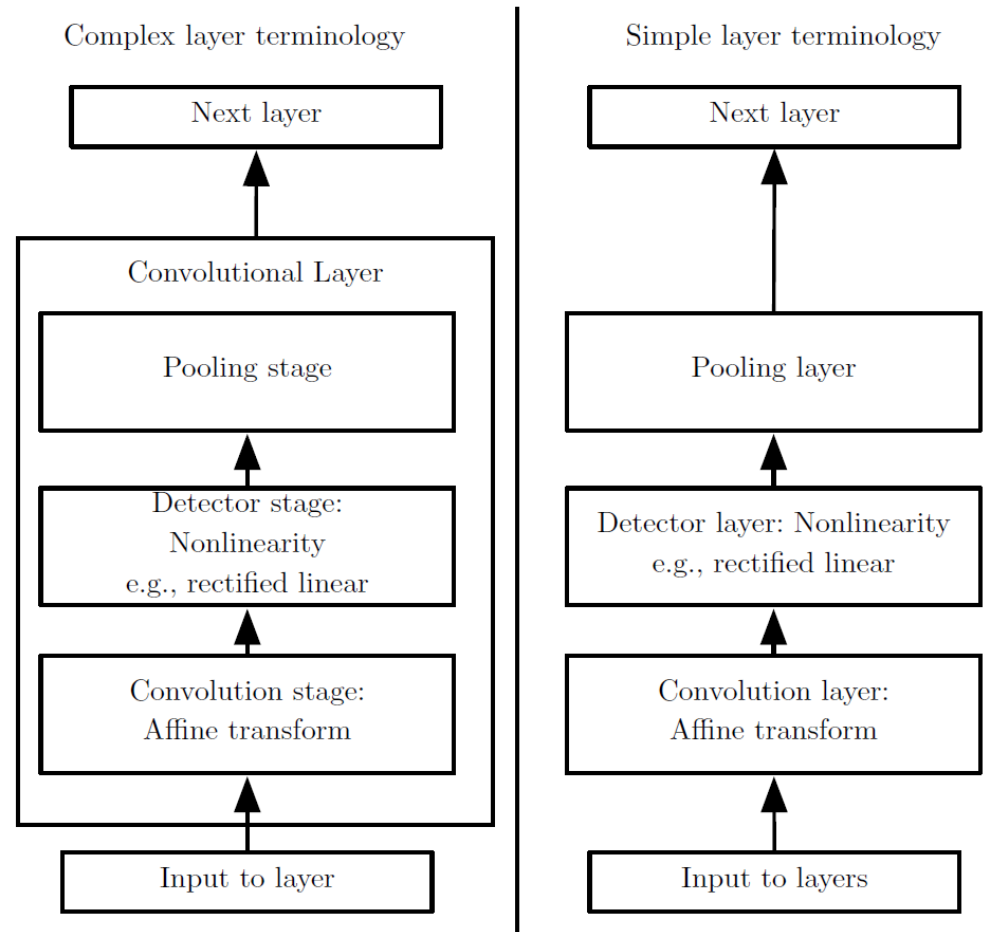 Complex layer terminology
Next layer
Convolutional Layer
Pooling stage
Detector stage:
Nonlinearity
e.g., rectified linear
Convolution stage:
Affine transform
Input to layer
Simple layer terminology
Next layer
Pooling layer
Detector layer: Nonlinearity
e.g., rectified linear
Convolution layer:
Affine transform
Input to layers